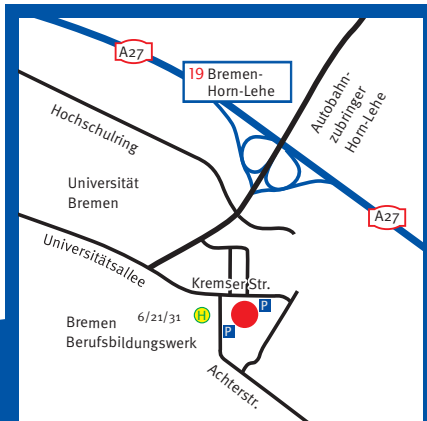 A27
19 Bremen-
Horn-Lehe
Autobahn-
zubringer
Horn-Lehe
Hochschulring
Universität
Bremen
A27
Universitätsallee
Kremser Str.
P
6/21/31
H
Bremen
Berufsbildungswerk
P
Achterstr.